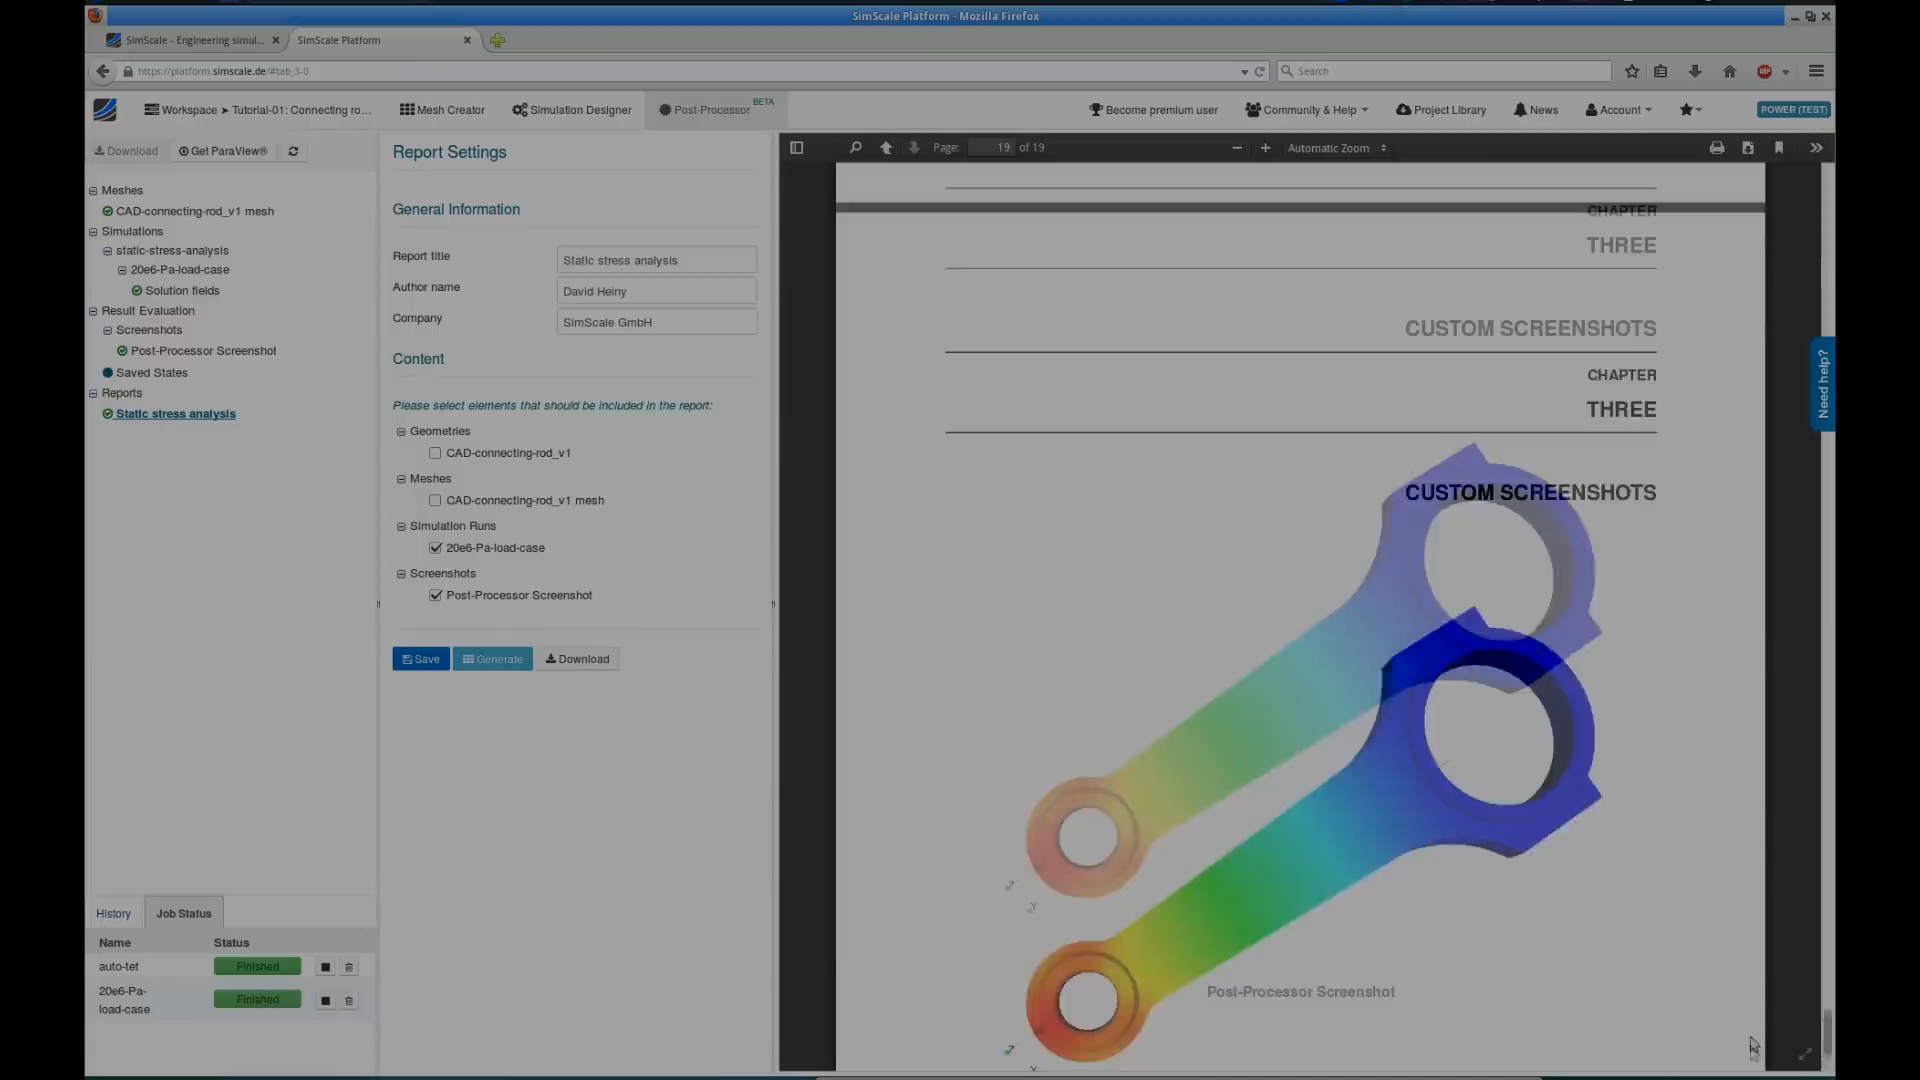 SimScale Platform - Mozilla Firefox
SimScale - Engineering simul...
SimScale Platform
https://platform.simscale.de/#tab_3-0
Search
ABP
Workspace ➤ Tutorial-01: Connecting ro...
Mesh Creator
Simulation Designer
Post-Processor BETA
Become premium user
Community & Help
Project Library
News
Account
POWER (TEST)
Download
Get ParaView®
Meshes
CAD-connecting-rod_v1 mesh
Simulations
static-stress-analysis
20e6-Pa-load-case
Solution fields
Result Evaluation
Screenshots
Post-Processor Screenshot
Saved States
Reports
Static stress analysis
History
Job Status
Name
Status
auto-tet
Finished
20e6-Pa-
load-case
Finished
Report Settings
General Information
Report title
Static stress analysis
Author name
David Heiny
Company
SimScale GmbH
Content
Please select elements that should be included in the report:
Geometries
CAD-connecting-rod_v1
Meshes
CAD-connecting-rod_v1 mesh
Simulation Runs
20e6-Pa-load-case
Screenshots
Post-Processor Screenshot
Save
Generate
Download
Page: 19 of 19
Automatic Zoom
CHAPTER
THREE
CUSTOM SCREENSHOTS
CHAPTER
THREE
CUSTOM SCREENSHOTS
Z
Y
Post-Processor Screenshot
Z
Y
Need help?